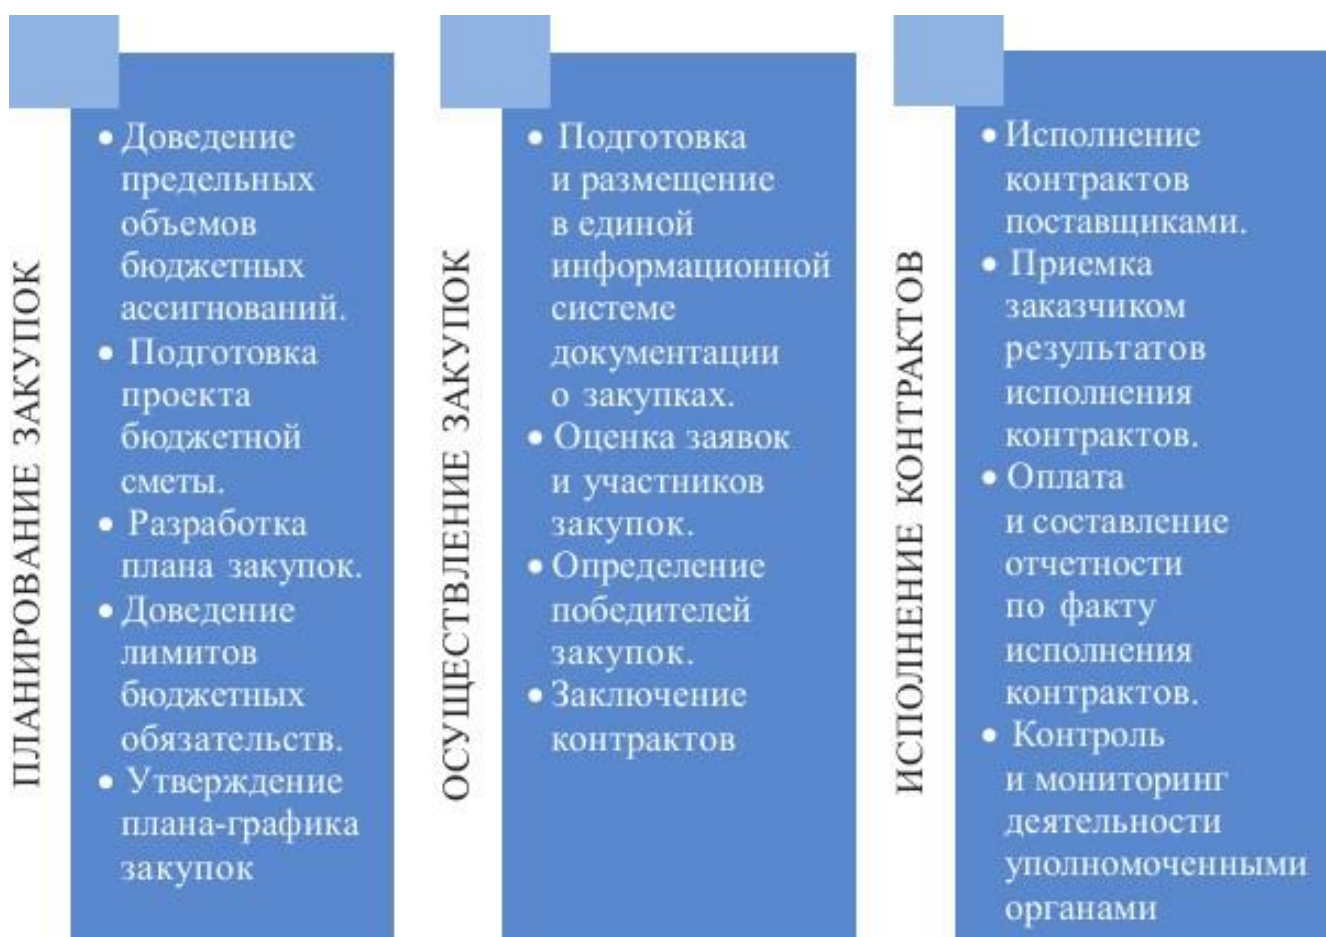 ПЛАНИРОВАНИЕ ЗАКУПОК
• Доведение
предельных
объемов
бюджетных
ассигнований.
• Подготовка
проекта
бюджетной
сметы.
• Разработка
плана закупок.
• Доведение
лимитов
бюджетных
обязательств.
• Утверждение
плана-графика
закупок
ОСУЩЕСТВЛЕНИЕ ЗАКУПОК
• Подготовка
и размещение
в единой
информационной
системе
документации
о закупках.
• Оценка заявок
и участников
закупок.
• Определение
победителей
закупок.
• Заключение
контрактов
ИСПОЛНЕНИЕ КОНТРАКТОВ
• Исполнение
контрактов
поставщиками.
• Приемка
заказчиком
результатов
исполнения
контрактов.
• Оплата
и составление
отчетности
по факту
исполнения
контрактов.
• Контроль
и мониторинг
деятельности
уполномоченными
органами